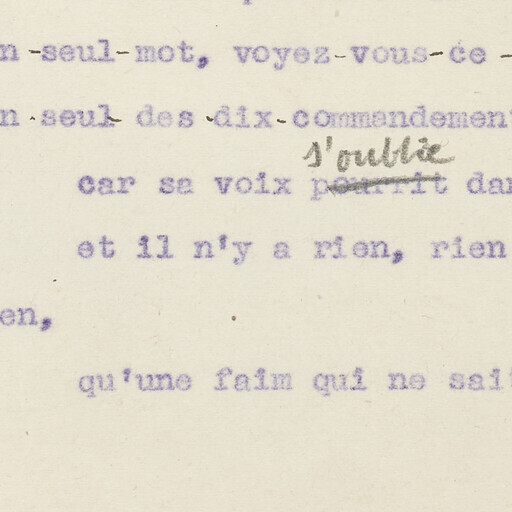 n-seul-mot, voyez-vous-ce-
n seul des dix-commandement
s'oublie
car sa voix pourrit dan
et il n'y a rien, rien
en,
qu'une faim qui ne sait